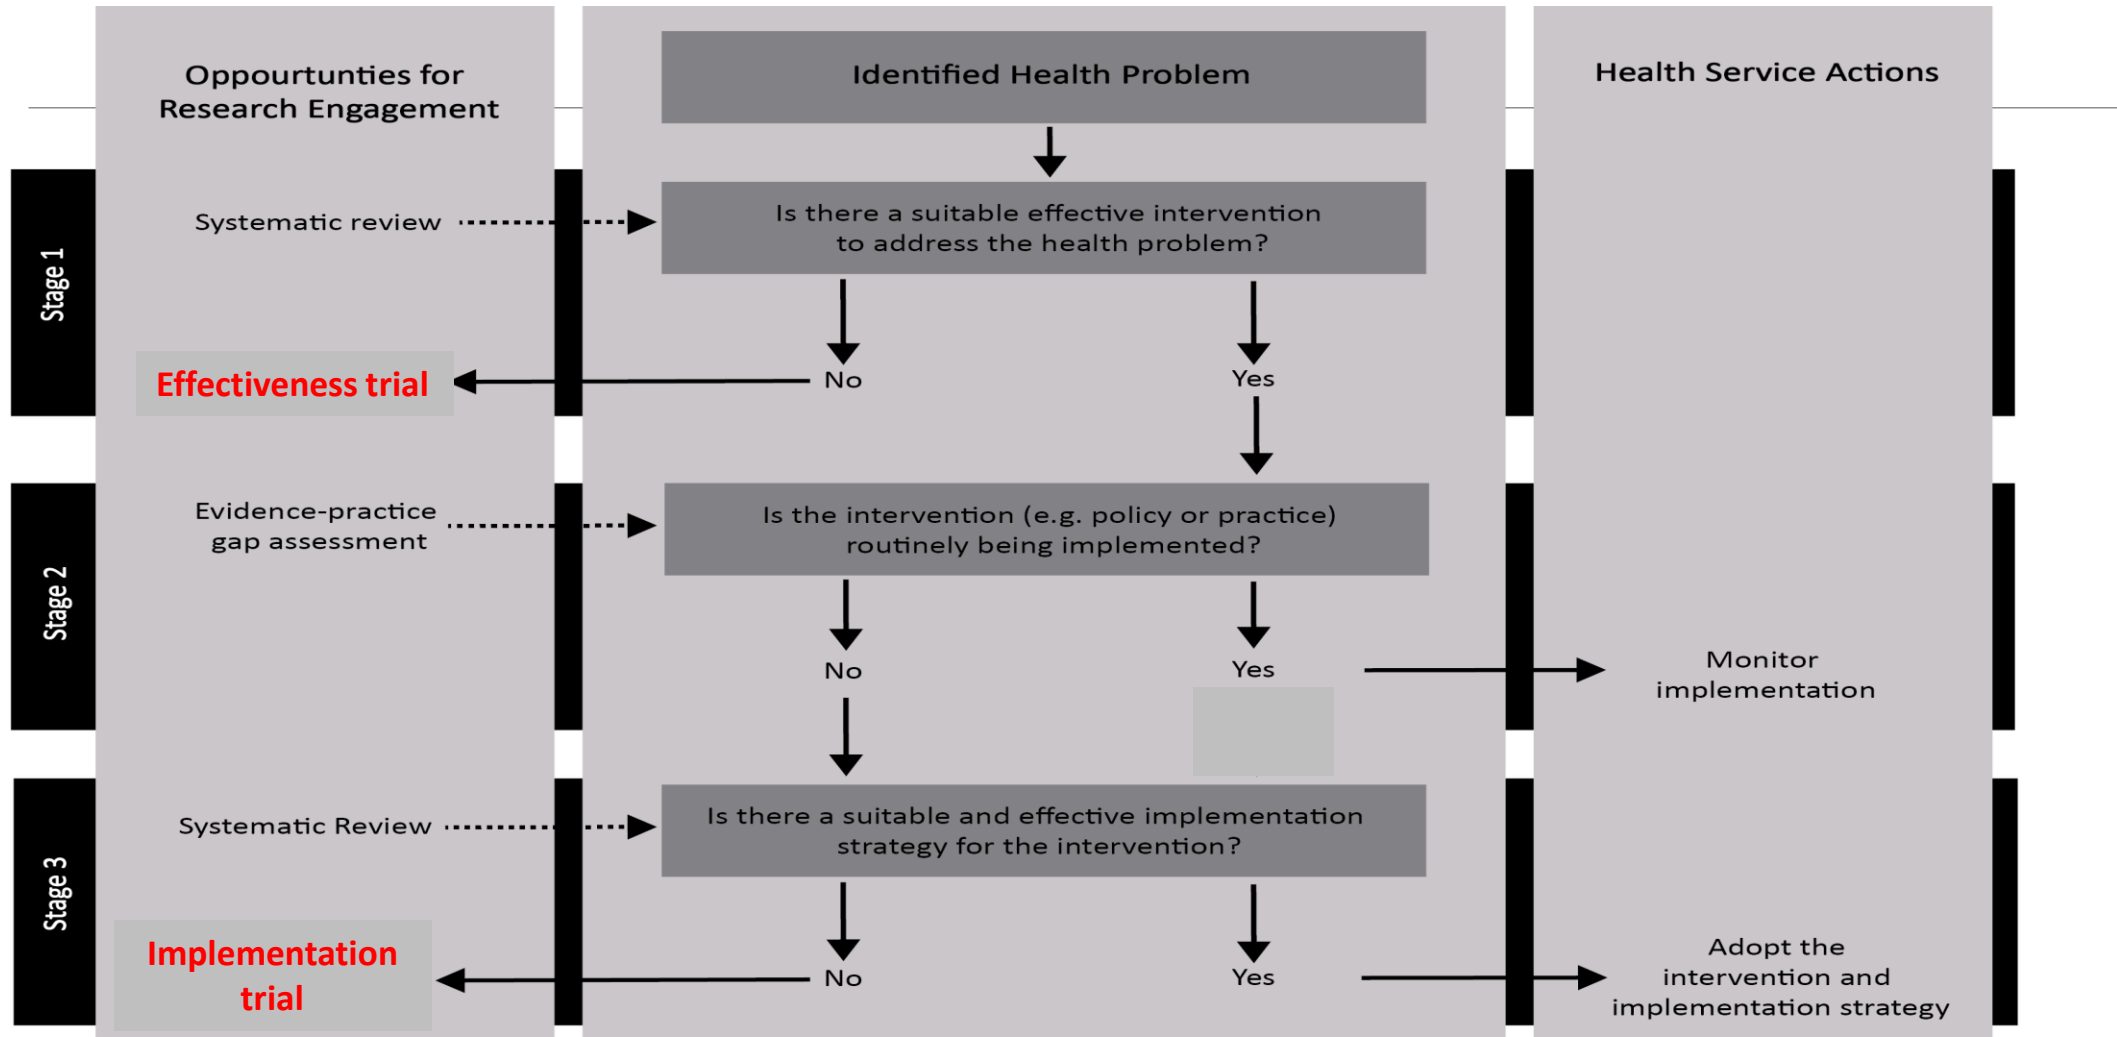 Oppourtunties for
Research Engagement
Identified Health Problem
Health Service Actions
Stage 1
Systematic review
Is there a suitable effective intervention
to address the health problem?
Effectiveness trial
No
Yes
Stage 2
Evidence-practice
gap assessment
Is the intervention (e.g. policy or practice)
routinely being implemented?
No
Yes
Monitor
implementation
Stage 3
Systematic Review
Is there a suitable and effective implementation
strategy for the intervention?
Implementation
trial
No
Yes
Adopt the
intervention and
implementation strategy